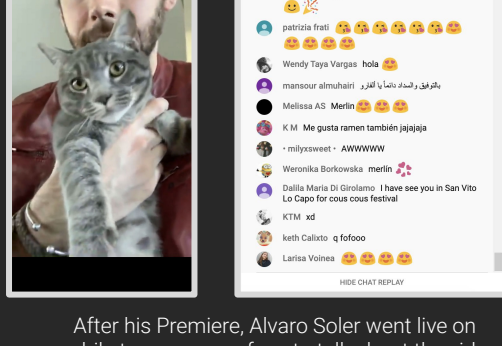 patrizia frati
Wendy Taya Vargas hola
mansour almuhairi بالتوفيق والسداد دائماً يا ألفارو
Melissa AS Merlin
K M Me gusta ramen también jajajaja
• milyxsweet • AWWWWW
Weronika Borkowska merlín
Dalila Maria Di Girolamo I have see you in San Vito
Lo Capo for cous cous festival
KTM xd
keth Calixto q fofooo
Larisa Voinea
HIDE CHAT REPLAY
After his Premiere, Alvaro Soler went live on